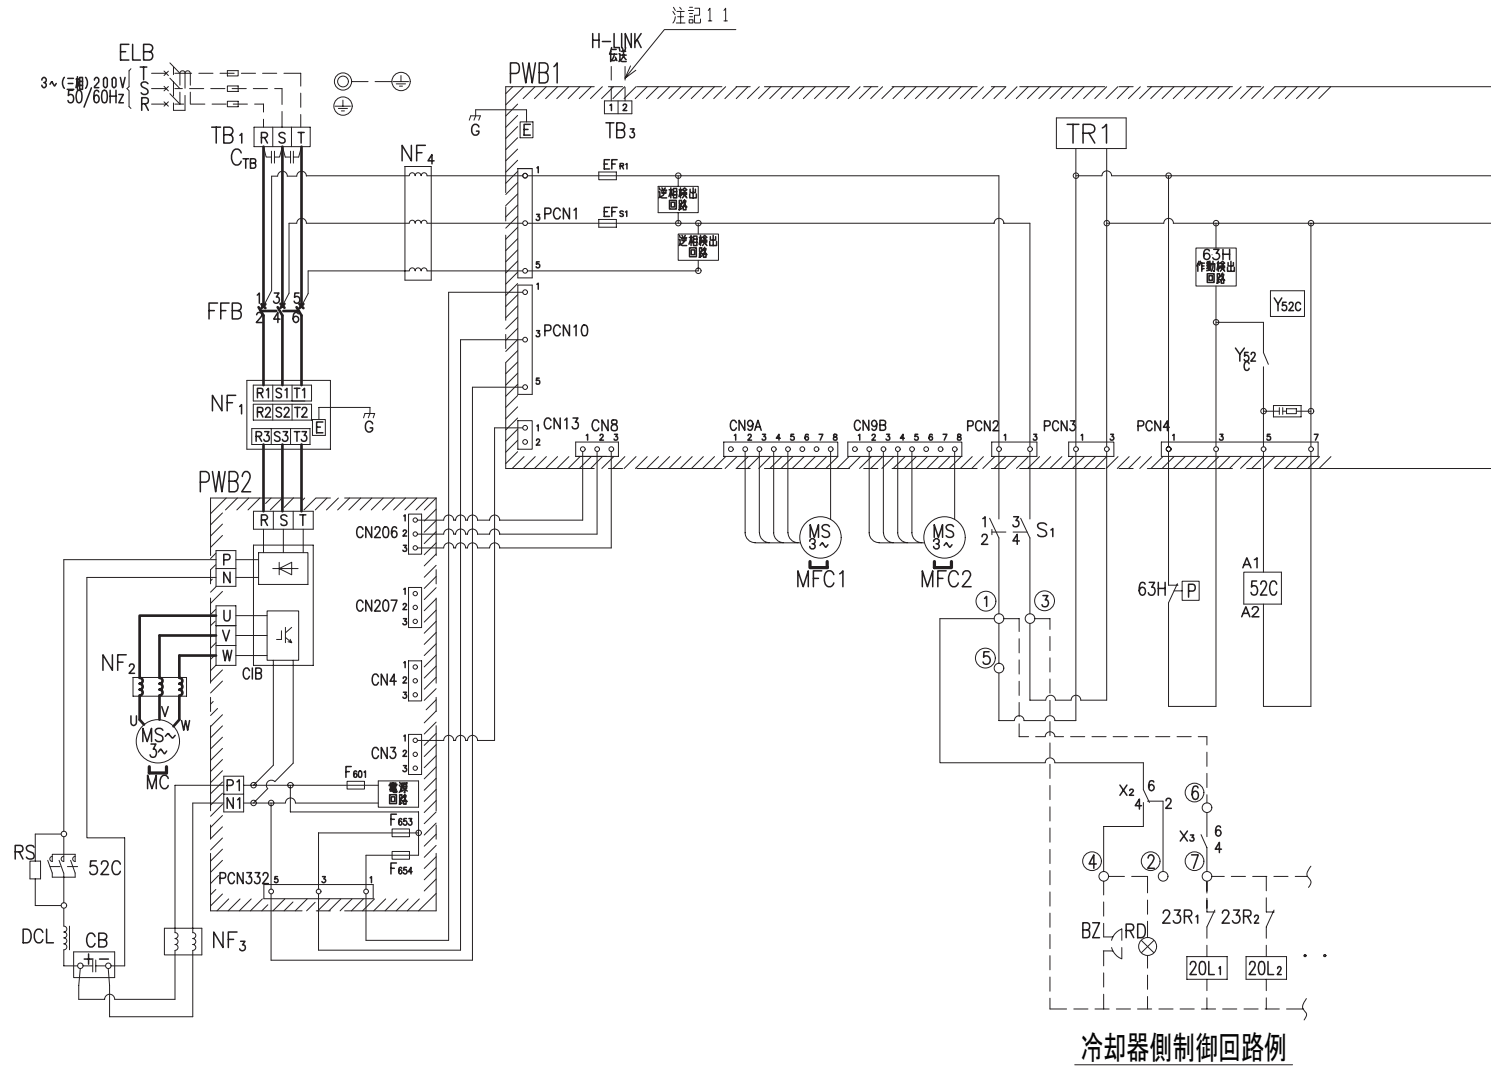 注記11
H-LINK
伝送
ELB
3~(三相)200V
50/60Hz
T
S
R
PWB1
1 2
TB3
G
E
TR1
TB1
R S T
CTB
NF4
1
3 PCN1
5
EFR1
EFS1
逆相検出
回路
逆相検出
回路
63H
作動検出
回路
Y52C
Y52C
FFB
1 3 5
2 4 6
1
3 PCN10
5
NF1
R1 S1 T1
R2 S2 T2
R3 S3 T3
E
G
1 CN13
2
CN8
1 2 3
CN9A
1 2 3 4 5 6 7 8
CN9B
1 2 3 4 5 6 7 8
PCN2
1 3
PCN3
1 3
PCN4
1 3 5 7
PWB2
R S T
CN206
1
2
3
P
N
CN207
1
2
3
U
V
W
CIB
CN4
1
2
3
CN3
1
2
3
NF2
U V W
MS~
3~
MC
MS
3~
MFC1
MS
3~
MFC2
1 3
2 4
S1
① ③
⑤
63H P
A1
52C
A2
P1
N1
F601
電源
回路
F653
F654
PCN332
5 3 1
RS
52C
DCL
CB
+ -
NF3
X2 6
4 2
⑥
X3 6
4
④ ② ⑦
BZ RD
23R1 23R2
20L1 20L2
冷却器側制御回路例